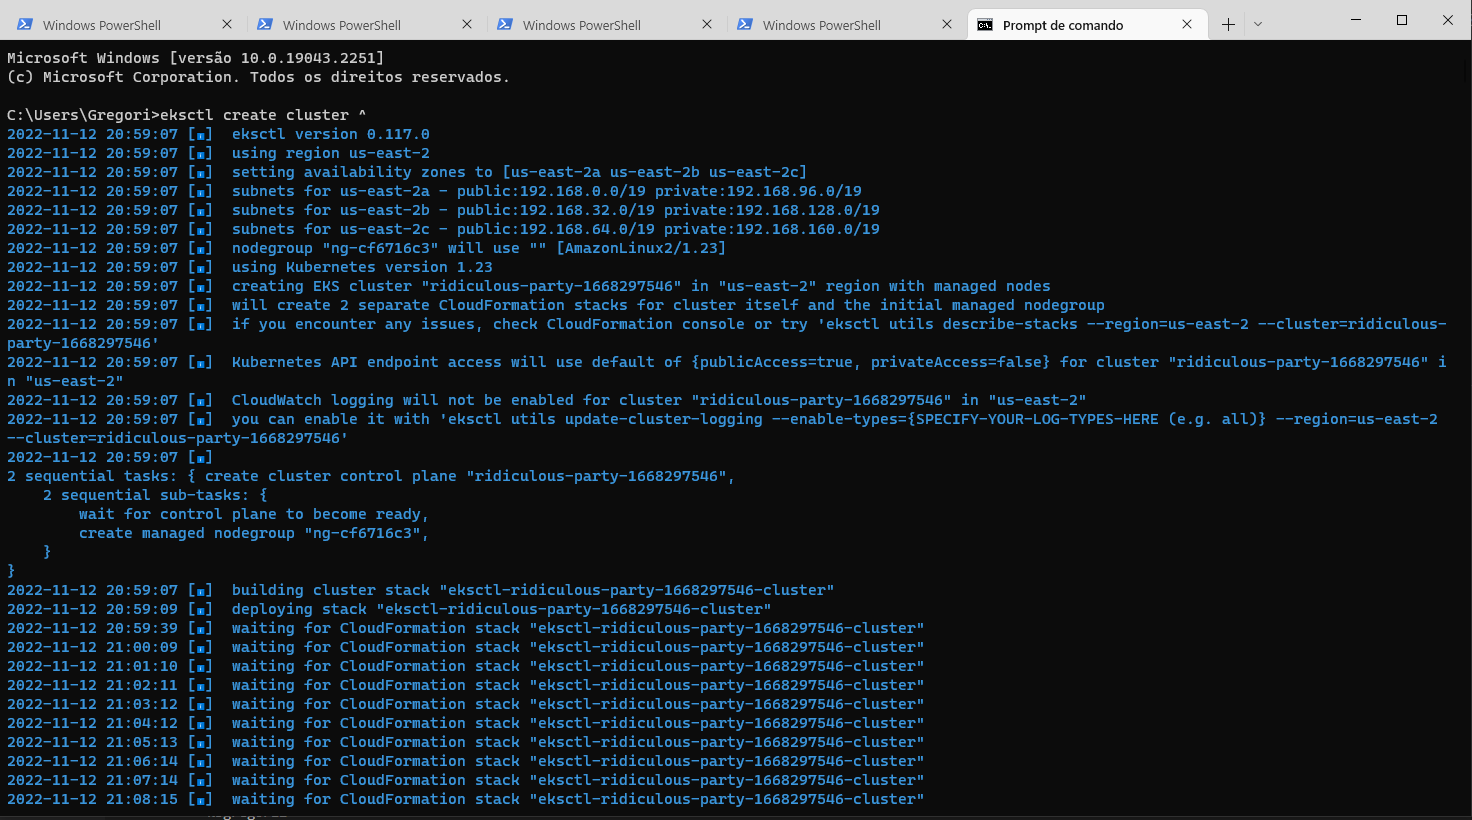 Windows PowerShell Windows PowerShell Windows PowerShell Windows PowerShell Prompt de comando
Microsoft Windows [versão 10.0.19043.2251]
(c) Microsoft Corporation. Todos os direitos reservados.
C:\Users\Gregori>eksctl create cluster ^
2022-11-12 20:59:07 [ℹ]  eksctl version 0.117.0
2022-11-12 20:59:07 [ℹ]  using region us-east-2
2022-11-12 20:59:07 [ℹ]  setting availability zones to [us-east-2a us-east-2b us-east-2c]
2022-11-12 20:59:07 [ℹ]  subnets for us-east-2a - public:192.168.0.0/19 private:192.168.96.0/19
2022-11-12 20:59:07 [ℹ]  subnets for us-east-2b - public:192.168.32.0/19 private:192.168.128.0/19
2022-11-12 20:59:07 [ℹ]  subnets for us-east-2c - public:192.168.64.0/19 private:192.168.160.0/19
2022-11-12 20:59:07 [ℹ]  nodegroup "ng-cf6716c3" will use "" [AmazonLinux2/1.23]
2022-11-12 20:59:07 [ℹ]  using Kubernetes version 1.23
2022-11-12 20:59:07 [ℹ]  creating EKS cluster "ridiculous-party-1668297546" in "us-east-2" region with managed nodes
2022-11-12 20:59:07 [ℹ]  will create 2 separate CloudFormation stacks for cluster itself and the initial managed nodegroup
2022-11-12 20:59:07 [ℹ]  if you encounter any issues, check CloudFormation console or try 'eksctl utils describe-stacks --region=us-east-2 --cluster=ridiculous-
party-1668297546'
2022-11-12 20:59:07 [ℹ]  Kubernetes API endpoint access will use default of {publicAccess=true, privateAccess=false} for cluster "ridiculous-party-1668297546" i
n "us-east-2"
2022-11-12 20:59:07 [ℹ]  CloudWatch logging will not be enabled for cluster "ridiculous-party-1668297546" in "us-east-2"
2022-11-12 20:59:07 [ℹ]  you can enable it with 'eksctl utils update-cluster-logging --enable-types={SPECIFY-YOUR-LOG-TYPES-HERE (e.g. all)} --region=us-east-2
--cluster=ridiculous-party-1668297546'
2022-11-12 20:59:07 [ℹ]
2 sequential tasks: { create cluster control plane "ridiculous-party-1668297546",
    2 sequential sub-tasks: {
        wait for control plane to become ready,
        create managed nodegroup "ng-cf6716c3",
    }
}
2022-11-12 20:59:07 [ℹ]  building cluster stack "eksctl-ridiculous-party-1668297546-cluster"
2022-11-12 20:59:09 [ℹ]  deploying stack "eksctl-ridiculous-party-1668297546-cluster"
2022-11-12 20:59:39 [ℹ]  waiting for CloudFormation stack "eksctl-ridiculous-party-1668297546-cluster"
2022-11-12 21:00:09 [ℹ]  waiting for CloudFormation stack "eksctl-ridiculous-party-1668297546-cluster"
2022-11-12 21:01:10 [ℹ]  waiting for CloudFormation stack "eksctl-ridiculous-party-1668297546-cluster"
2022-11-12 21:02:11 [ℹ]  waiting for CloudFormation stack "eksctl-ridiculous-party-1668297546-cluster"
2022-11-12 21:03:12 [ℹ]  waiting for CloudFormation stack "eksctl-ridiculous-party-1668297546-cluster"
2022-11-12 21:04:12 [ℹ]  waiting for CloudFormation stack "eksctl-ridiculous-party-1668297546-cluster"
2022-11-12 21:05:13 [ℹ]  waiting for CloudFormation stack "eksctl-ridiculous-party-1668297546-cluster"
2022-11-12 21:06:14 [ℹ]  waiting for CloudFormation stack "eksctl-ridiculous-party-1668297546-cluster"
2022-11-12 21:07:14 [ℹ]  waiting for CloudFormation stack "eksctl-ridiculous-party-1668297546-cluster"
2022-11-12 21:08:15 [ℹ]  waiting for CloudFormation stack "eksctl-ridiculous-party-1668297546-cluster"